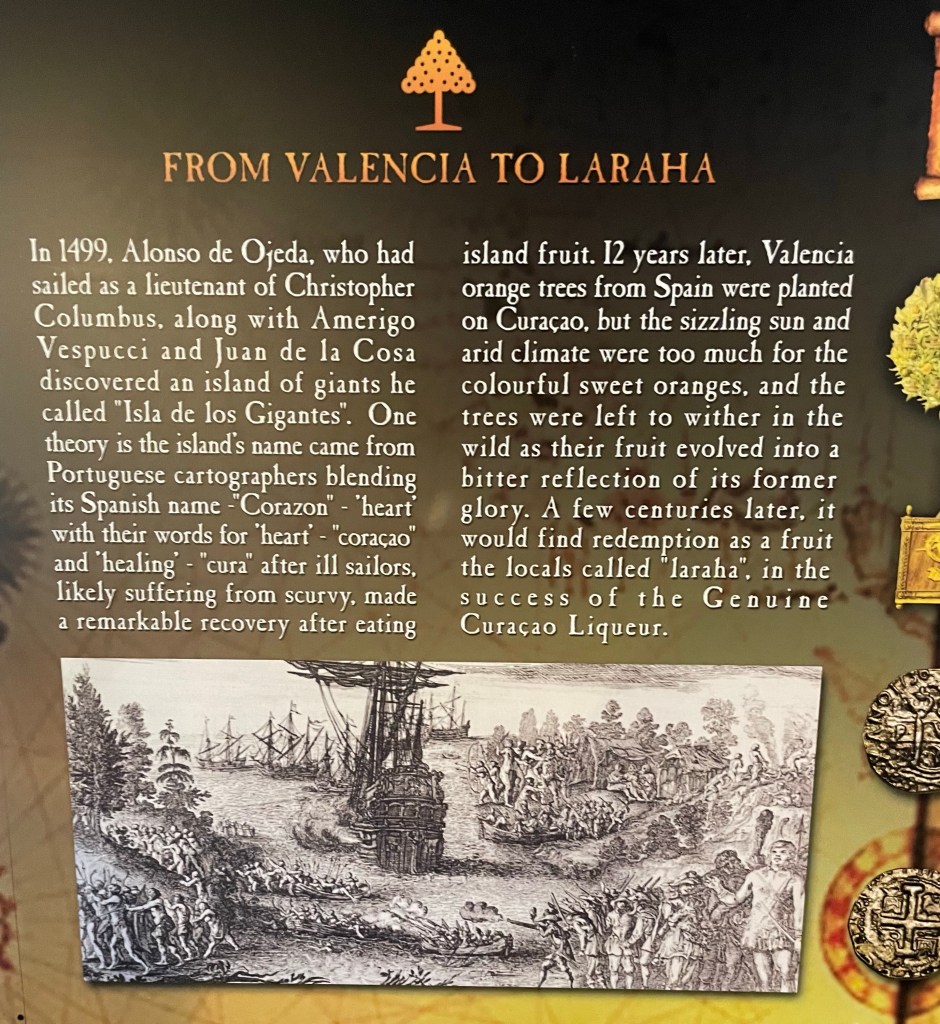 FROM VALENCIA TO LARAHA
In 1499, Alonso de Ojeda, who had
sailed as a lieutenant of Christopher
Columbus, along with Amerigo
Vespucci and Juan de la Cosa
discovered an island of giants he
called "Isla de los Gigantes". One
theory is the island's name came from
Portuguese cartographers blending
its Spanish name - "Corazon" - 'heart'
with their words for 'heart' - "coraçao"
and 'healing' - "cura" after ill sailors,
likely suffering from scurvy, made
a remarkable recovery after eating
island fruit. 12 years later, Valencia
orange trees from Spain were planted
on Curaçao, but the sizzling sun and
arid climate were too much for the
colourful sweet oranges, and the
trees were left to wither in the
wild as their fruit evolved into a
bitter reflection of its former
glory. A few centuries later, it
would find redemption as a fruit
the locals called "laraha", in the
success of the Genuine
Curaçao Liqueur.